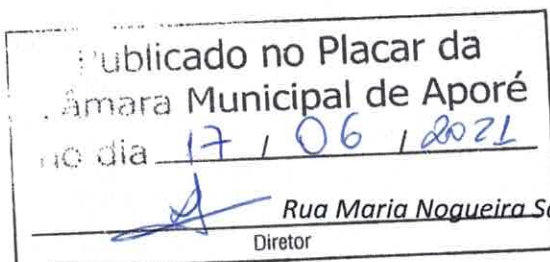 Publicado no Placar da
Câmara Municipal de Aporé
no dia 17 / 06 / 2021
Rua Maria Nogueira
Diretor